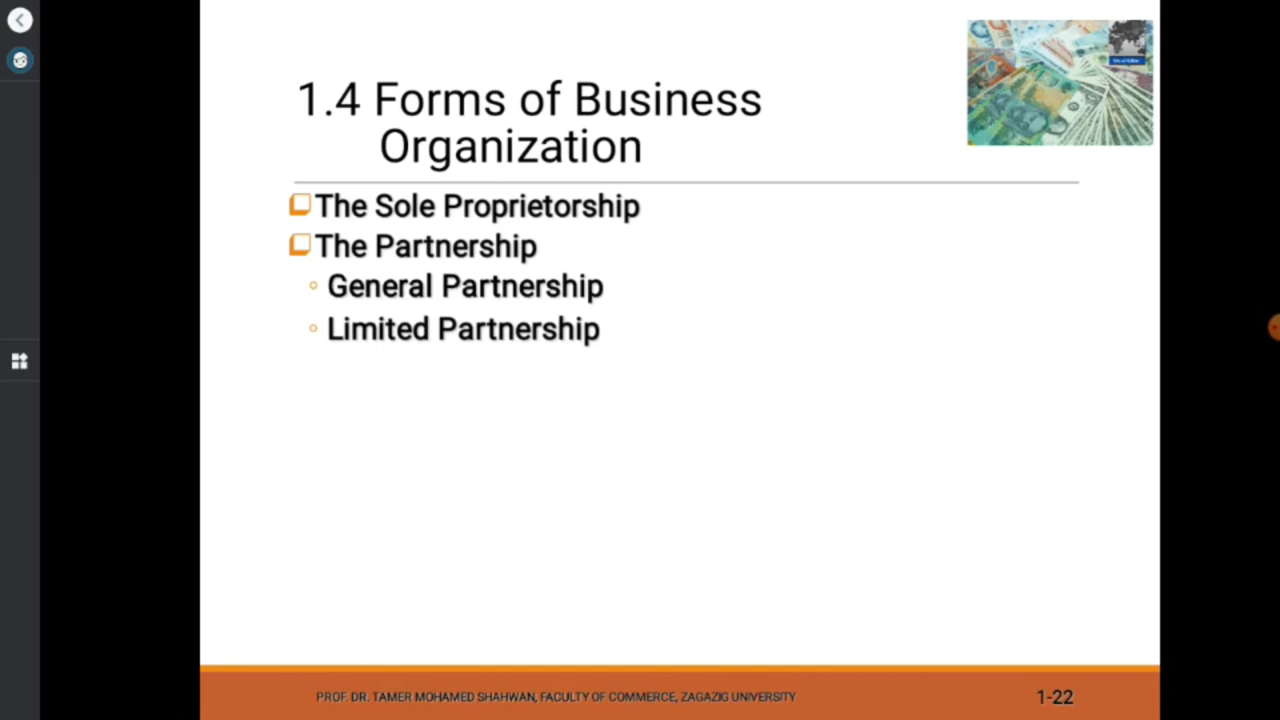 1.4 Forms of Business
Organization
The Sole Proprietorship
The Partnership
General Partnership
Limited Partnership
PROF. DR. TAMER MOHAMED SHAHWAN, FACULTY OF COMMERCE, ZAGAZIG UNIVERSITY
1-22